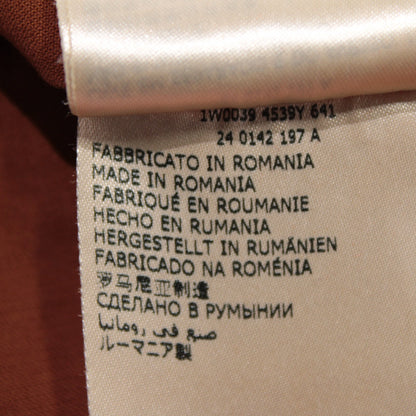 1W0039 4539Y 641
24 0142 197 A
FABBRICATO IN ROMANIA
MADE IN ROMANIA
FABRIQUÉ EN ROUMANIE
HECHO EN RUMANIA
HERGESTELLT IN RUMÄNIEN
FABRICADO NA ROMÉNIA
罗马尼亚制造
СДЕЛАНО В РУМЫНИИ
صنع في رومانيا
ルーマニア製